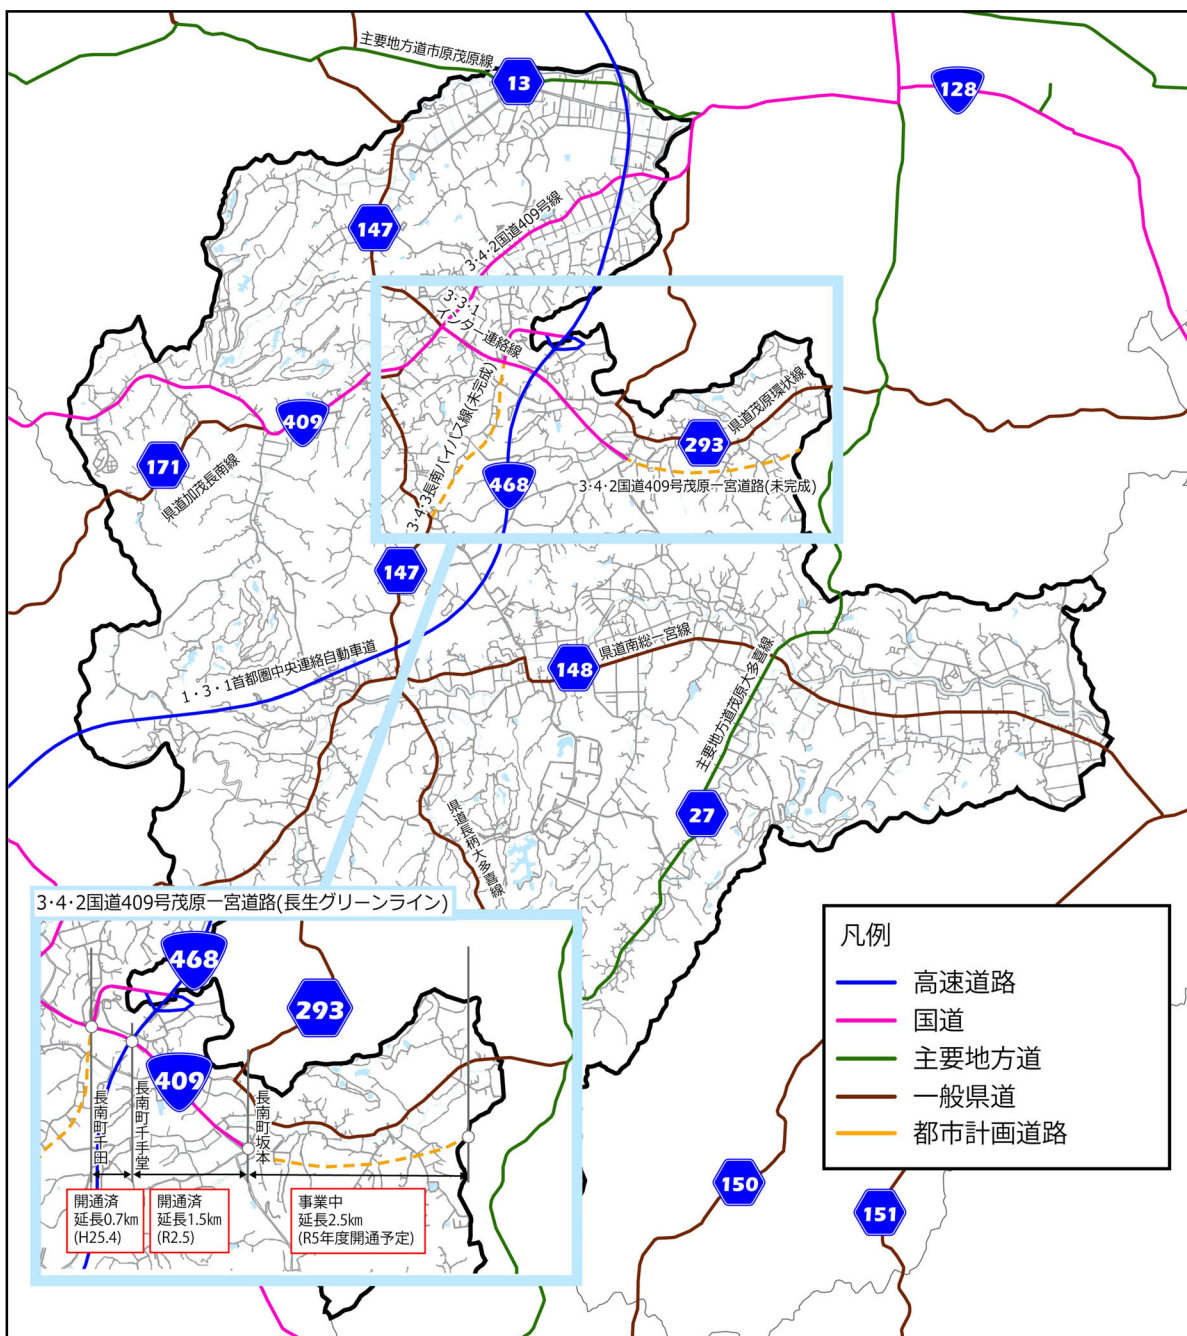 主要地方道市原茂原線
13
128
147
3・4・2国道409号線
3・3・1
インター連絡線
409
171
県道加茂長南線
3・4・3長南バイパス線(未完成)
468
県道茂原環状線
293
3・4・2国道409号茂原一宮道路(未完成)
147
1・3・1首都圏中央連絡自動車道
148
県道南総一宮線
主要地方道茂原大多喜線
27
県道長柄大多喜線
3・4・2国道409号茂原一宮道路(長生グリーンライン)
468
293
409
長南町千田
長南町千手堂
長南町坂本
開通済
延長0.7km
(H25.4)
開通済
延長1.5km
(R2.5)
事業中
延長2.5km
(R5年度開通予定)
凡例
高速道路
国道
主要地方道
一般県道
都市計画道路
150
151